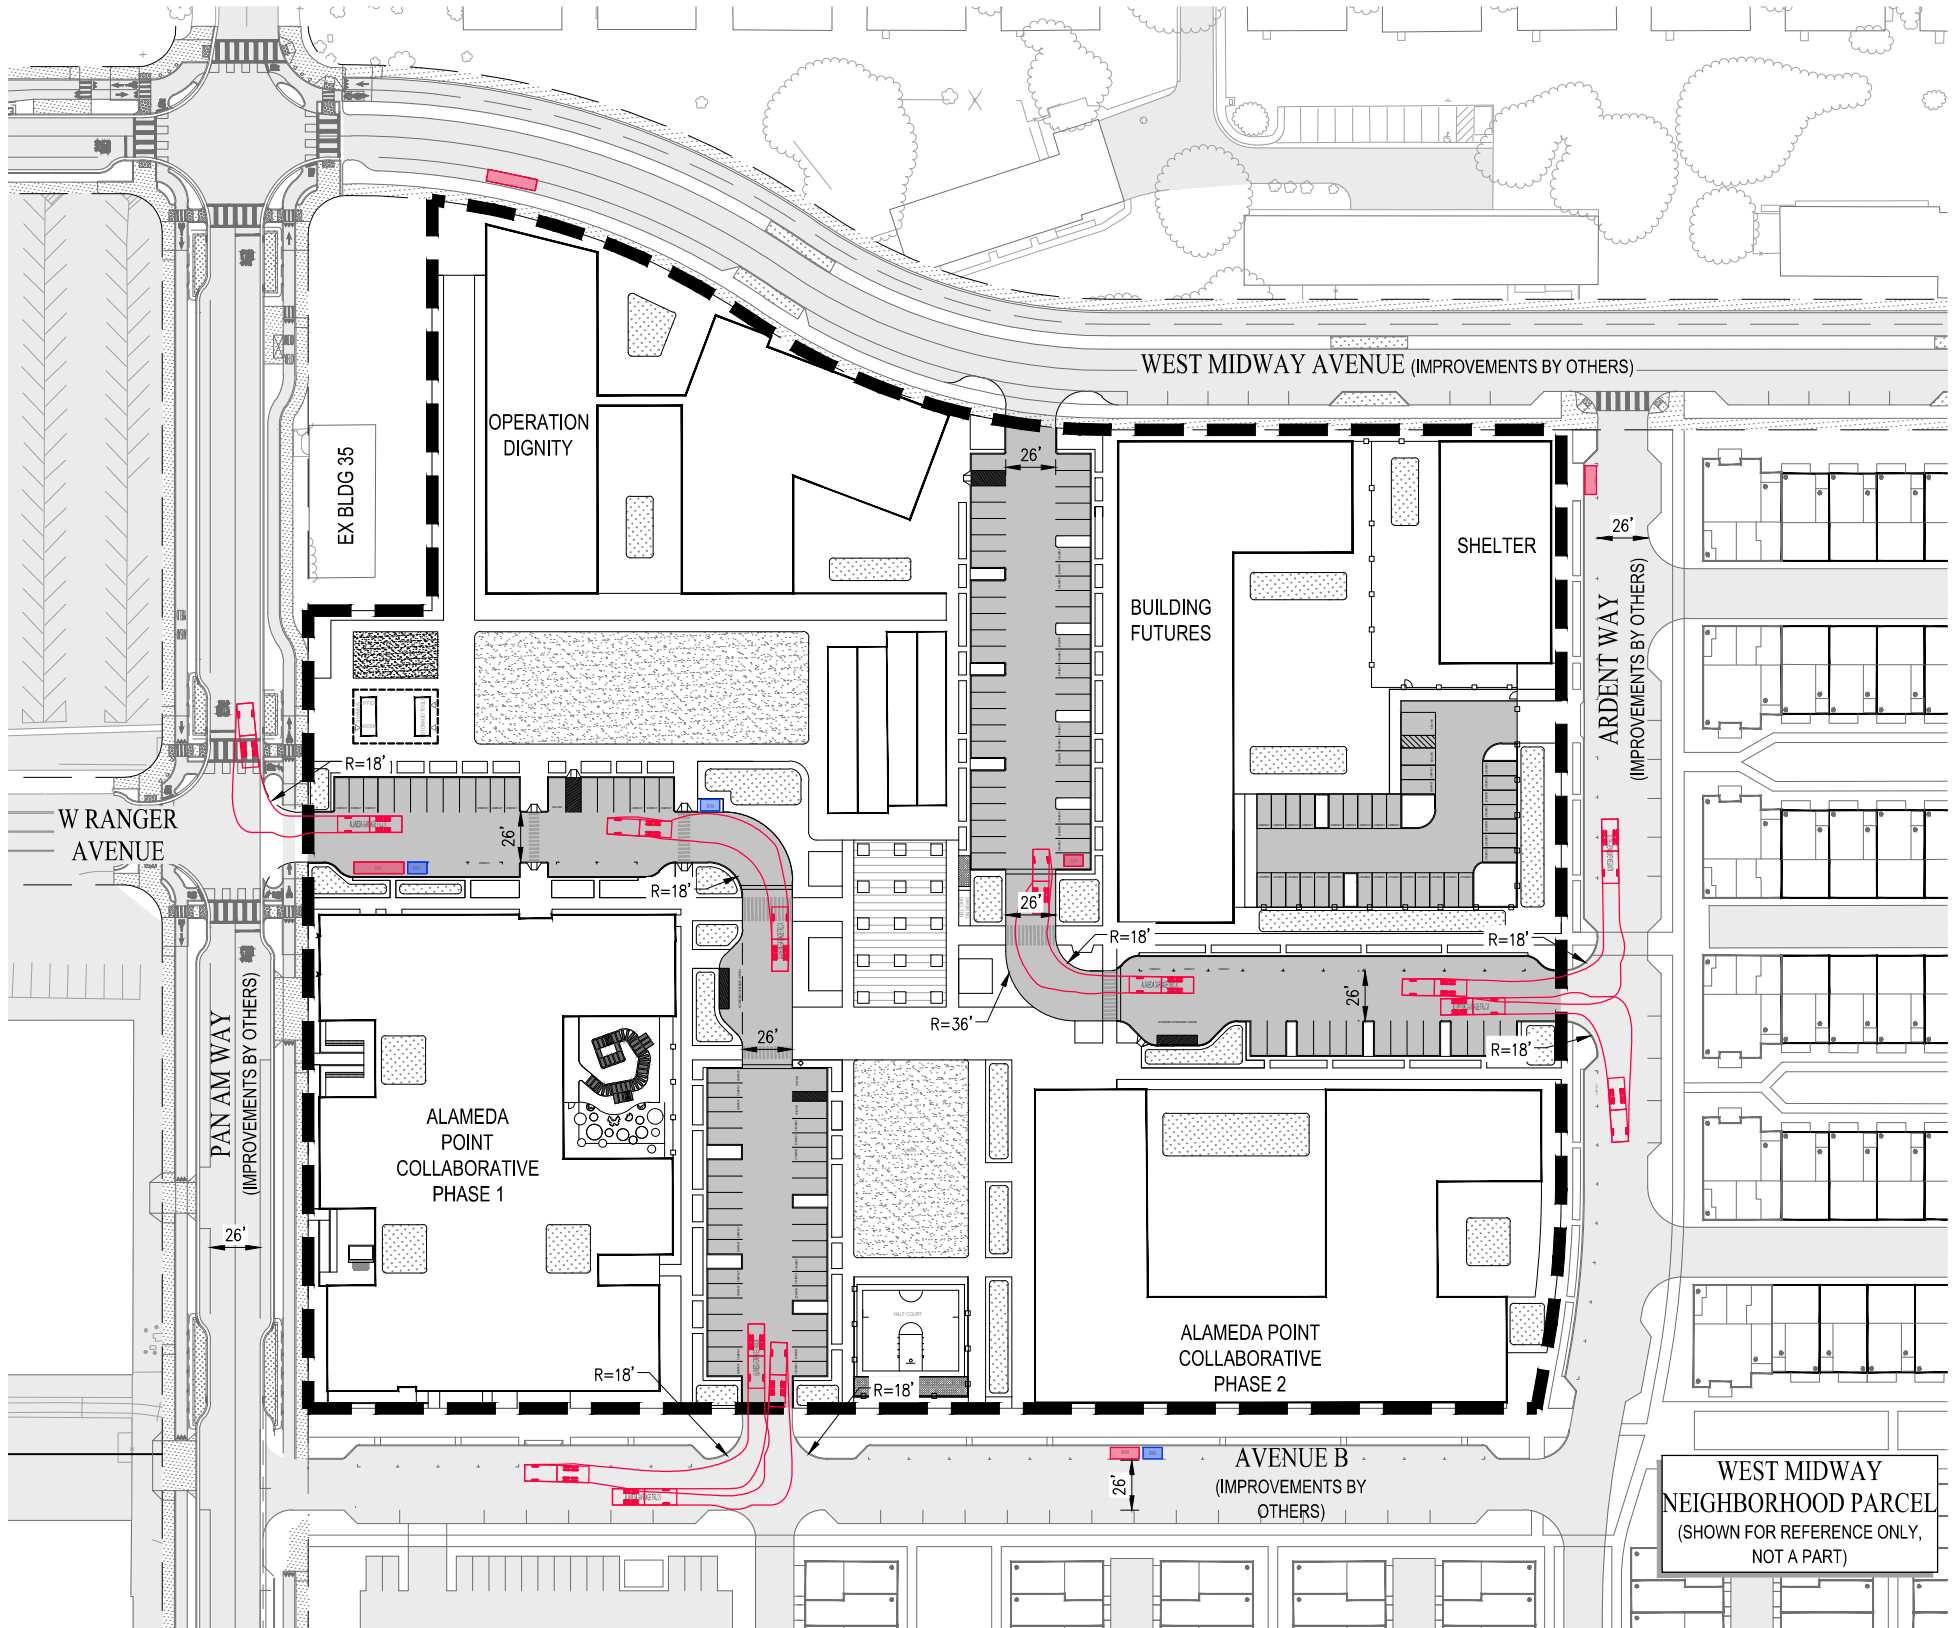 WEST MIDWAY AVENUE (IMPROVEMENTS BY OTHERS)
OPERATION
DIGNITY
EX BLDG 35
26'
26'
SHELTER
BUILDING
FUTURES
ARDENT WAY
(IMPROVEMENTS BY OTHERS)
R=18'
W RANGER
AVENUE
26'
R=18'
26'
R=18'
R=18'
R=36'
26'
R=18'
26'
PAN AM WAY
(IMPROVEMENTS BY OTHERS)
26'
ALAMEDA
POINT
COLLABORATIVE
PHASE 1
HALF COURT
ALAMEDA POINT
COLLABORATIVE
PHASE 2
R=18'
R=18'
AVENUE B
(IMPROVEMENTS BY
OTHERS)
26'
WEST MIDWAY
NEIGHBORHOOD PARCEL
(SHOWN FOR REFERENCE ONLY,
NOT A PART)